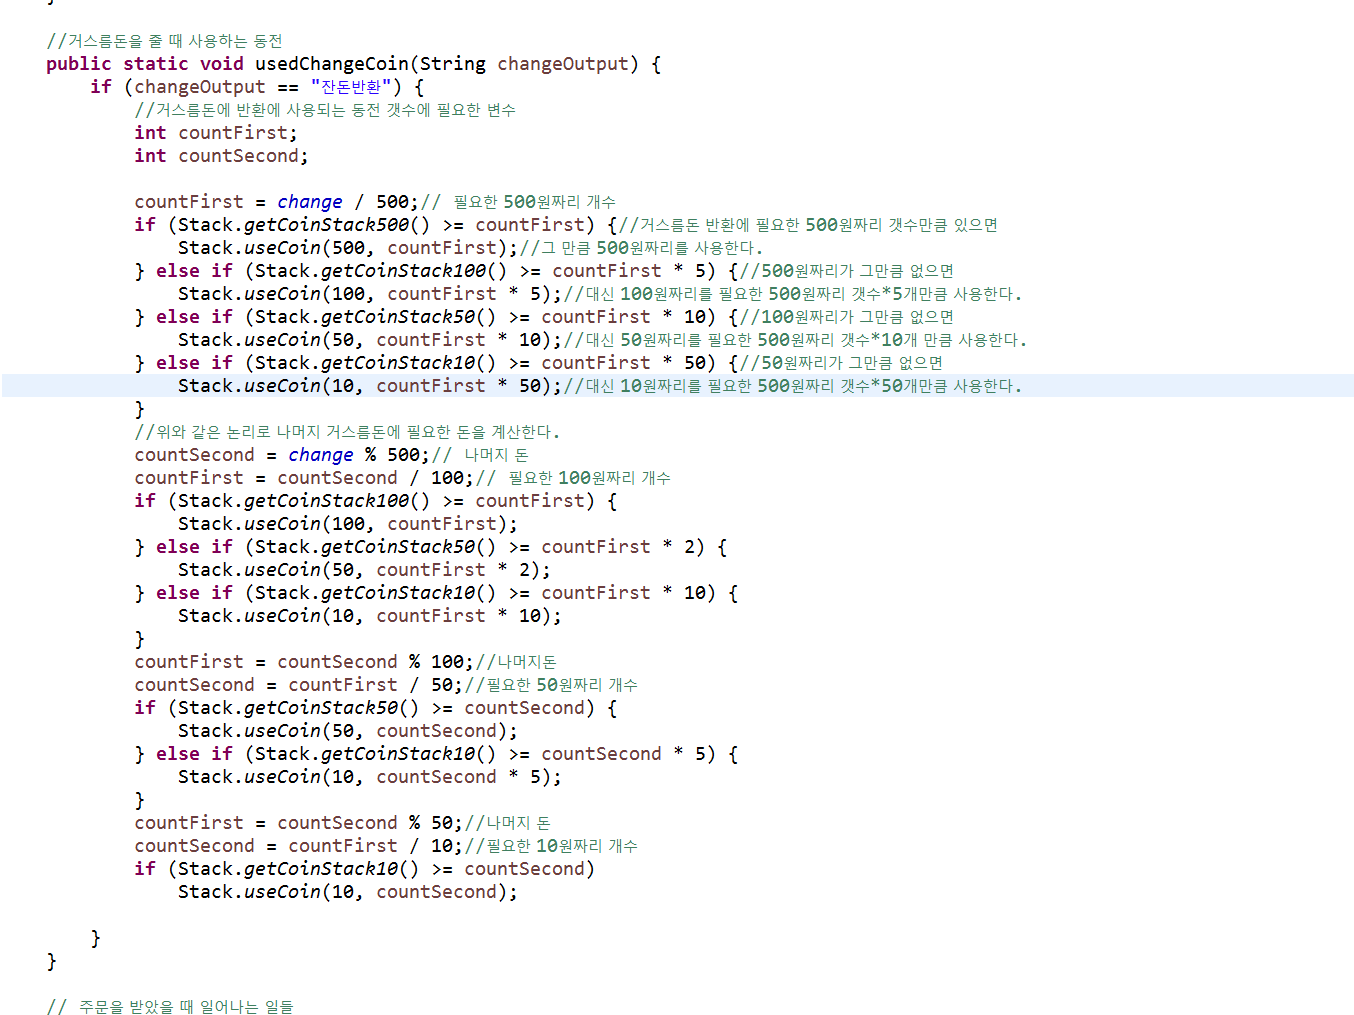 //거스름돈을 줄 때 사용하는 동전
public static void usedChangeCoin(String changeOutput) {
if (changeOutput == "잔돈반환") {
//거스름돈에 반환에 사용되는 동전 갯수에 필요한 변수
int countFirst;
int countSecond;
countFirst = change / 500;// 필요한 500원짜리 개수
if (Stack.getCoinStack500() >= countFirst) {//거스름돈 반환에 필요한 500원짜리 갯수만큼 있으면
Stack.useCoin(500, countFirst);//그 만큼 500원짜리를 사용한다.
} else if (Stack.getCoinStack100() >= countFirst * 5) {//500원짜리가 그만큼 없으면
Stack.useCoin(100, countFirst * 5);//대신 100원짜리를 필요한 500원짜리 갯수*5개만큼 사용한다.
} else if (Stack.getCoinStack50() >= countFirst * 10) {//100원짜리가 그만큼 없으면
Stack.useCoin(50, countFirst * 10);//대신 50원짜리를 필요한 500원짜리 갯수*10개 만큼 사용한다.
} else if (Stack.getCoinStack10() >= countFirst * 50) {//50원짜리가 그만큼 없으면
Stack.useCoin(10, countFirst * 50);//대신 10원짜리를 필요한 500원짜리 갯수*50개만큼 사용한다.
}
//위와 같은 논리로 나머지 거스름돈에 필요한 돈을 계산한다.
countSecond = change % 500;// 나머지 돈
countFirst = countSecond / 100;// 필요한 100원짜리 개수
if (Stack.getCoinStack100() >= countFirst) {
Stack.useCoin(100, countFirst);
} else if (Stack.getCoinStack50() >= countFirst * 2) {
Stack.useCoin(50, countFirst * 2);
} else if (Stack.getCoinStack10() >= countFirst * 10) {
Stack.useCoin(10, countFirst * 10);
}
countFirst = countSecond % 100;//나머지돈
countSecond = countFirst / 50;//필요한 50원짜리 개수
if (Stack.getCoinStack50() >= countSecond) {
Stack.useCoin(50, countSecond);
} else if (Stack.getCoinStack10() >= countSecond * 5) {
Stack.useCoin(10, countSecond * 5);
}
countFirst = countSecond % 50;//나머지 돈
countSecond = countFirst / 10;//필요한 10원짜리 개수
if (Stack.getCoinStack10() >= countSecond)
Stack.useCoin(10, countSecond);
}
}
// 주문을 받았을 때 일어나는 일들